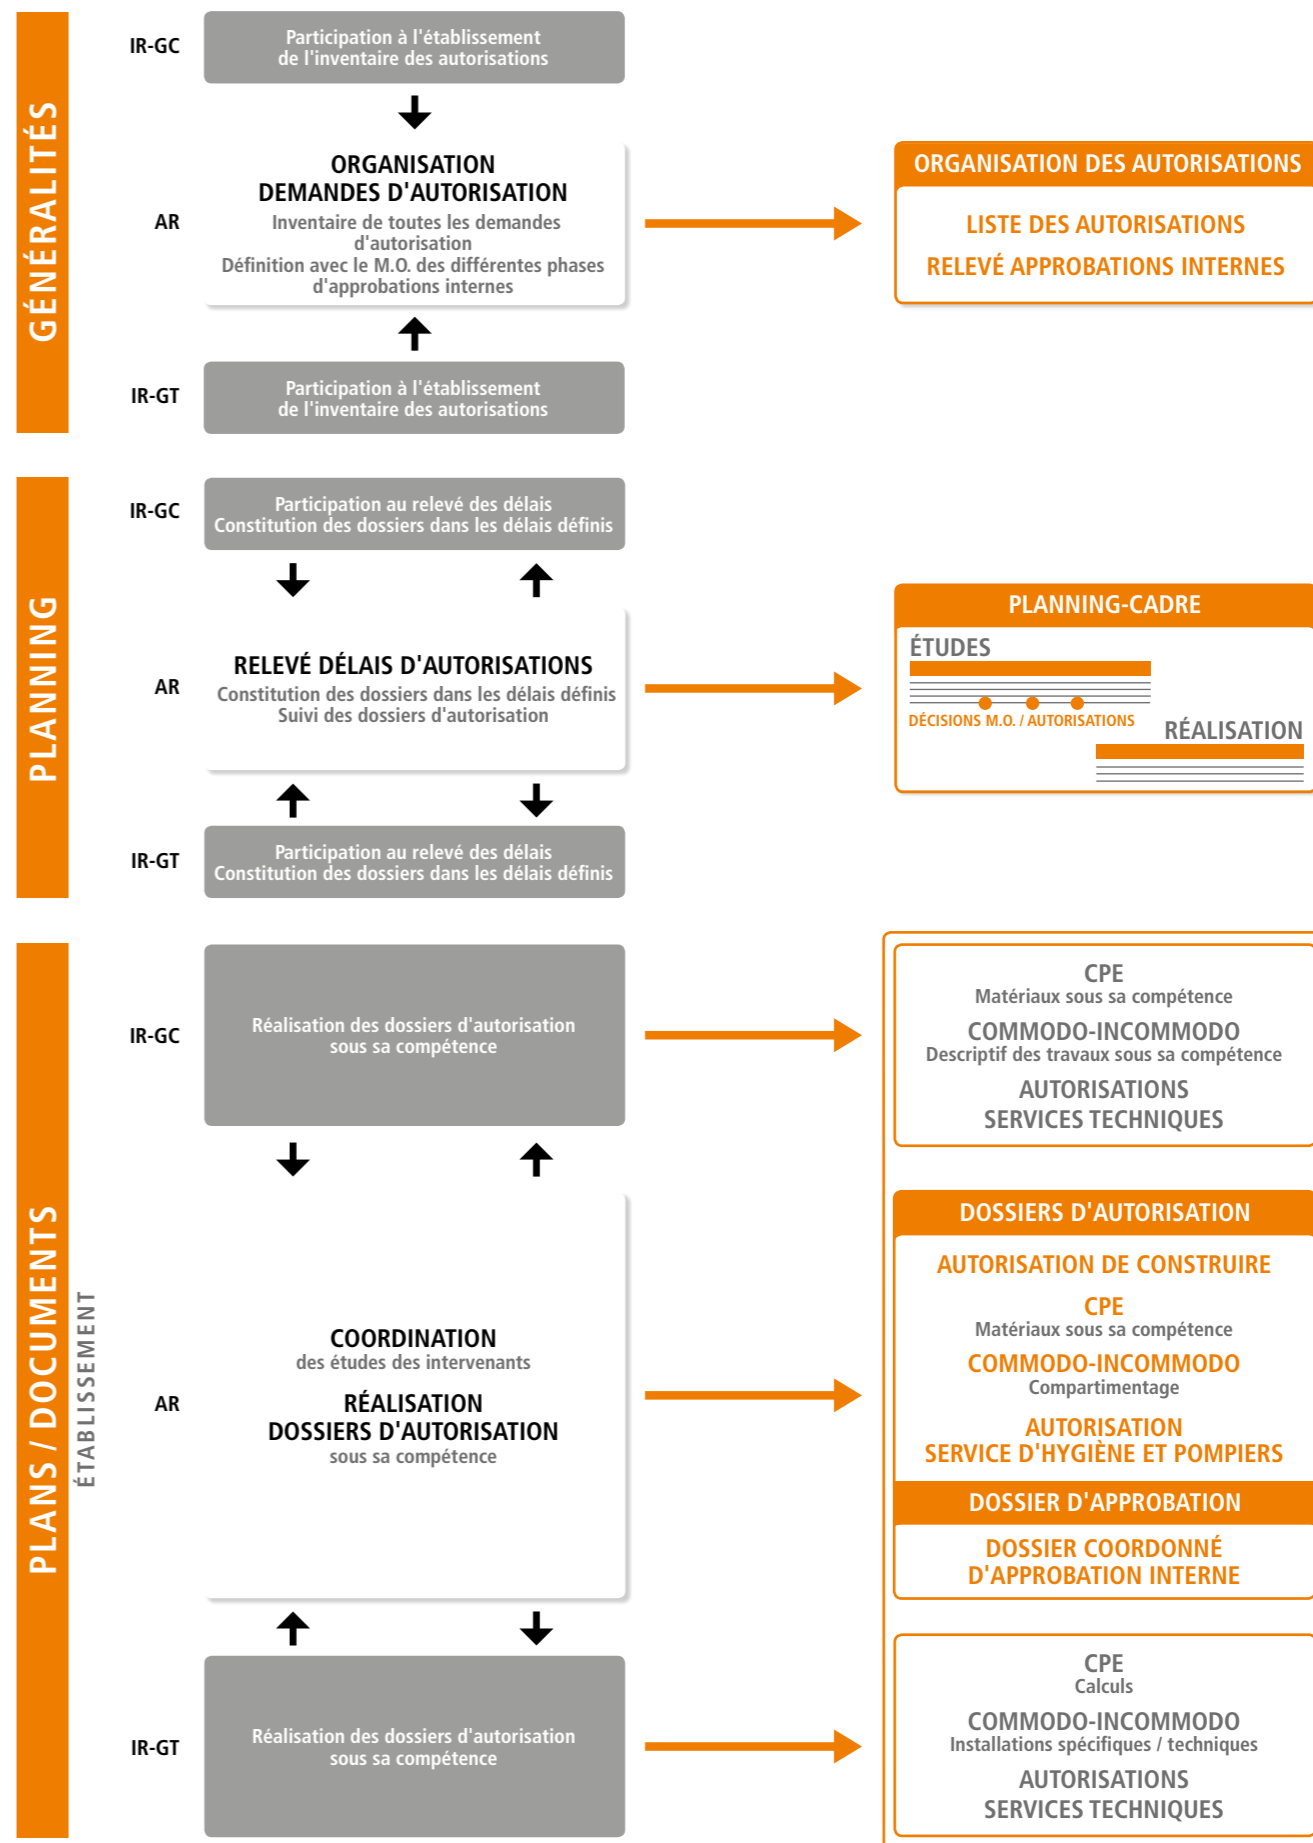 GÉNÉRALITÉS
IR-GC
Participation à l'établissement
de l'inventaire des autorisations
AR
ORGANISATION
DEMANDES D'AUTORISATION
Inventaire de toutes les demandes
d'autorisation
Définition avec le M.O. des différentes phases
d'approbations internes
ORGANISATION DES AUTORISATIONS
LISTE DES AUTORISATIONS
RELEVÉ APPROBATIONS INTERNES
IR-GT
Participation à l'établissement
de l'inventaire des autorisations
PLANNING
IR-GC
Participation au relevé des délais
Constitution des dossiers dans les délais définis
AR
RELEVÉ DÉLAIS D'AUTORISATIONS
Constitution des dossiers dans les délais définis
Suivi des dossiers d'autorisation
PLANNING-CADRE
ÉTUDES
DÉCISIONS M.O. / AUTORISATIONS
RÉALISATION
IR-GT
Participation au relevé des délais
Constitution des dossiers dans les délais définis
PLANS / DOCUMENTS
ÉTABLISSEMENT
IR-GC
Réalisation des dossiers d'autorisation
sous sa compétence
CPE
Matériaux sous sa compétence
COMMODO-INCOMMODO
Descriptif des travaux sous sa compétence
AUTORISATIONS
SERVICES TECHNIQUES
AR
COORDINATION
des études des intervenants
RÉALISATION
DOSSIERS D'AUTORISATION
sous sa compétence
DOSSIERS D'AUTORISATION
AUTORISATION DE CONSTRUIRE
CPE
Matériaux sous sa compétence
COMMODO-INCOMMODO
Compartimentage
AUTORISATION
SERVICE D'HYGIÈNE ET POMPIERS
DOSSIER D'APPROBATION
DOSSIER COORDONNÉ
D'APPROBATION INTERNE
IR-GT
Réalisation des dossiers d'autorisation
sous sa compétence
CPE
Calculs
COMMODO-INCOMMODO
Installations spécifiques / techniques
AUTORISATIONS
SERVICES TECHNIQUES